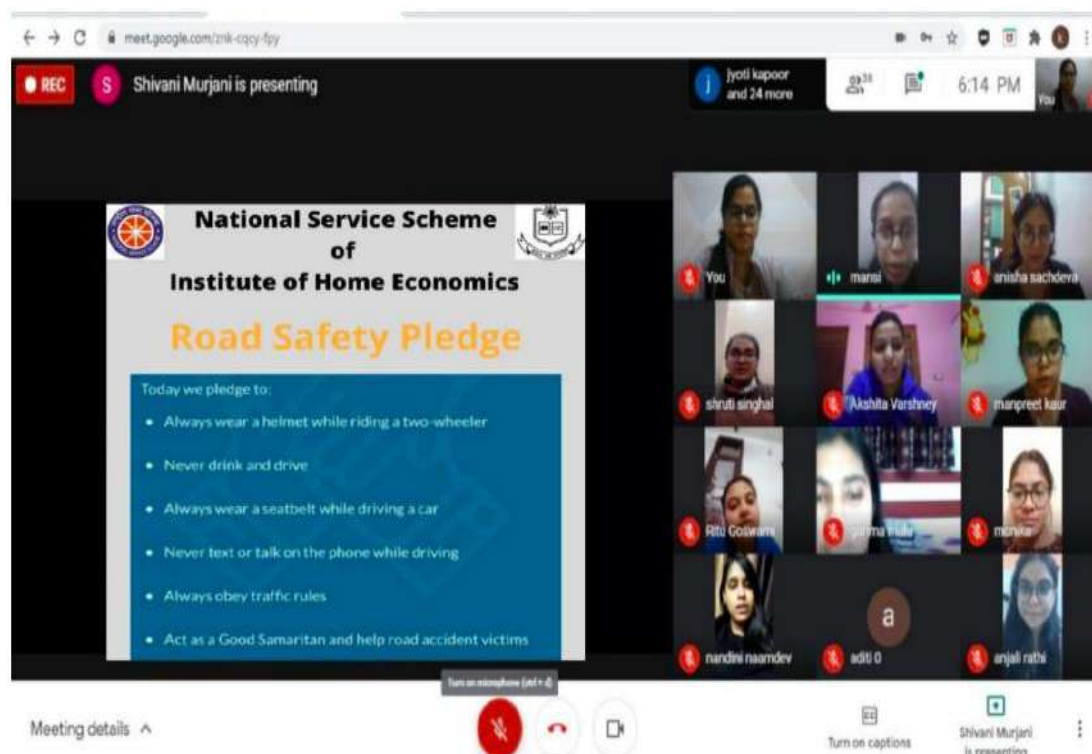 meet.google.com/znk-cqcy-fpy
REC
S
Shivani Murjani is presenting
j
jyoti kapoor
and 24 more
38
6:14 PM
You
National Service Scheme
of
Institute of Home Economics
Road Safety Pledge
Today we pledge to:
• Always wear a helmet while riding a two-wheeler
• Never drink and drive
• Always wear a seatbelt while driving a car
• Never text or talk on the phone while driving
• Always obey traffic rules
• Act as a Good Samaritan and help road accident victims
You
mansi
anisha sachdeva
shruti singhal
Akshita Varshney
manpreet kaur
Ritu Goswami
monika
nandini naamdev
a
aditi 0
anjali rathi
Turn on microphone (ctrl + d)
Meeting details
Turn on captions
Shivani Murjani
is presenting